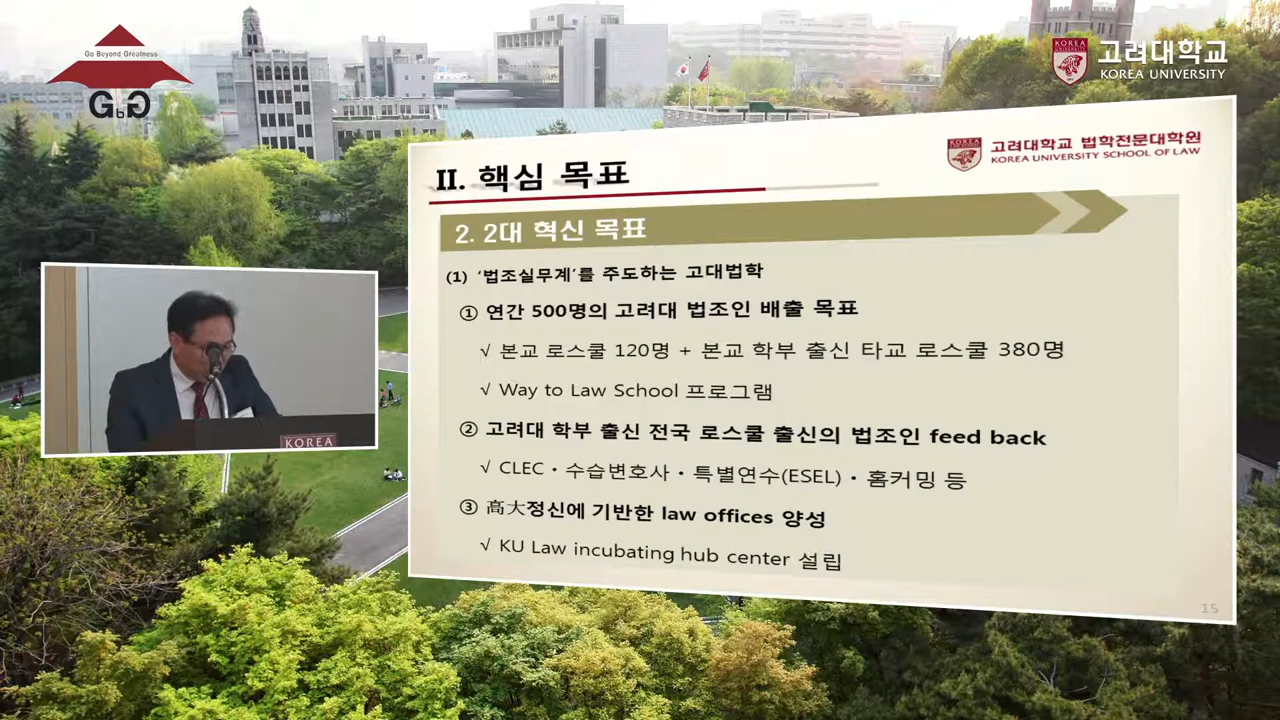 Go Beyond Greatness
GbG
고려대학교
KOREA UNIVERSITY
고려대학교 법학전문대학원
KOREA UNIVERSITY SCHOOL OF LAW
II. 핵심 목표
2. 2대 혁신 목표
(1) ‘법조실무계’를 주도하는 고대법학
① 연간 500명의 고려대 법조인 배출 목표
√ 본교 로스쿨 120명 + 본교 학부 출신 타교 로스쿨 380명
√ Way to Law School 프로그램
② 고려대 학부 출신 전국 로스쿨 출신의 법조인 feed back
√ CLEC・수습변호사・특별연수(ESEL)・홈커밍 등
③ 高大정신에 기반한 law offices 양성
√ KU Law incubating hub center 설립
15
KOREA